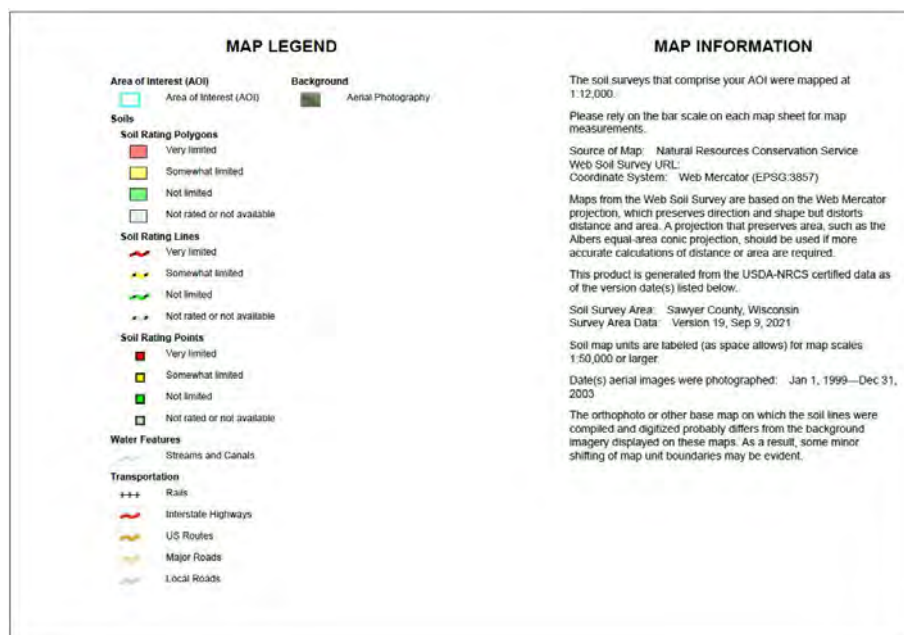 MAP LEGEND
Area of Interest (AOI)
Area of Interest (AOI)
Background
Aerial Photography
Soils
Soil Rating Polygons
Very limited
Somewhat limited
Not limited
Not rated or not available
Soil Rating Lines
Very limited
Somewhat limited
Not limited
Not rated or not available
Soil Rating Points
Very limited
Somewhat limited
Not limited
Not rated or not available
Water Features
Streams and Canals
Transportation
Rails
Interstate Highways
US Routes
Major Roads
Local Roads
MAP INFORMATION
The soil surveys that comprise your AOI were mapped at
1:12,000.
Please rely on the bar scale on each map sheet for map
measurements.
Source of Map: Natural Resources Conservation Service
Web Soil Survey URL:
Coordinate System: Web Mercator (EPSG:3857)
Maps from the Web Soil Survey are based on the Web Mercator
projection, which preserves direction and shape but distorts
distance and area. A projection that preserves area, such as the
Albers equal-area conic projection, should be used if more
accurate calculations of distance or area are required.
This product is generated from the USDA-NRCS certified data as
of the version date(s) listed below.
Soil Survey Area: Sawyer County, Wisconsin
Survey Area Data: Version 19, Sep 9, 2021
Soil map units are labeled (as space allows) for map scales
1:50,000 or larger.
Date(s) aerial images were photographed: Jan 1, 1999—Dec 31,
2003
The orthophoto or other base map on which the soil lines were
compiled and digitized probably differs from the background
imagery displayed on these maps. As a result, some minor
shifting of map unit boundaries may be evident.